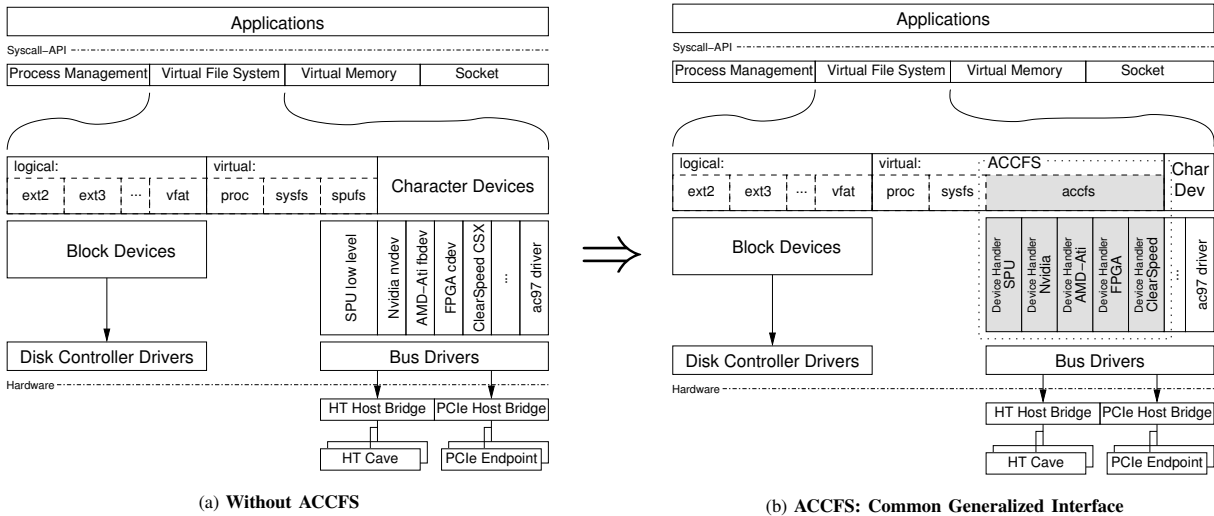 Applications
Syscall-API
Process Management Virtual File System Virtual Memory Socket
logical: virtual:
ext2 ext3 ... vfat proc sysfs spufs Character Devices
Block Devices
SPU low level
Nvidia nvdev
AMD-Ati fbdev
FPGA cdev
ClearSpeed CSX
...
ac97 driver
Disk Controller Drivers Bus Drivers
Hardware
HT Host Bridge PCIe Host Bridge
HT Cave PCIe Endpoint
(a) Without ACCFS
⇒
Applications
Syscall-API
Process Management Virtual File System Virtual Memory Socket
logical: virtual: ACCFS
ext2 ext3 ... vfat proc sysfs accfs
Char
Dev
Block Devices
Device Handler
SPU
Device Handler
Nvidia
Device Handler
AMD-Ati
Device Handler
FPGA
Device Handler
ClearSpeed
...
ac97 driver
Disk Controller Drivers Bus Drivers
Hardware
HT Host Bridge PCIe Host Bridge
HT Cave PCIe Endpoint
(b) ACCFS: Common Generalized Interface